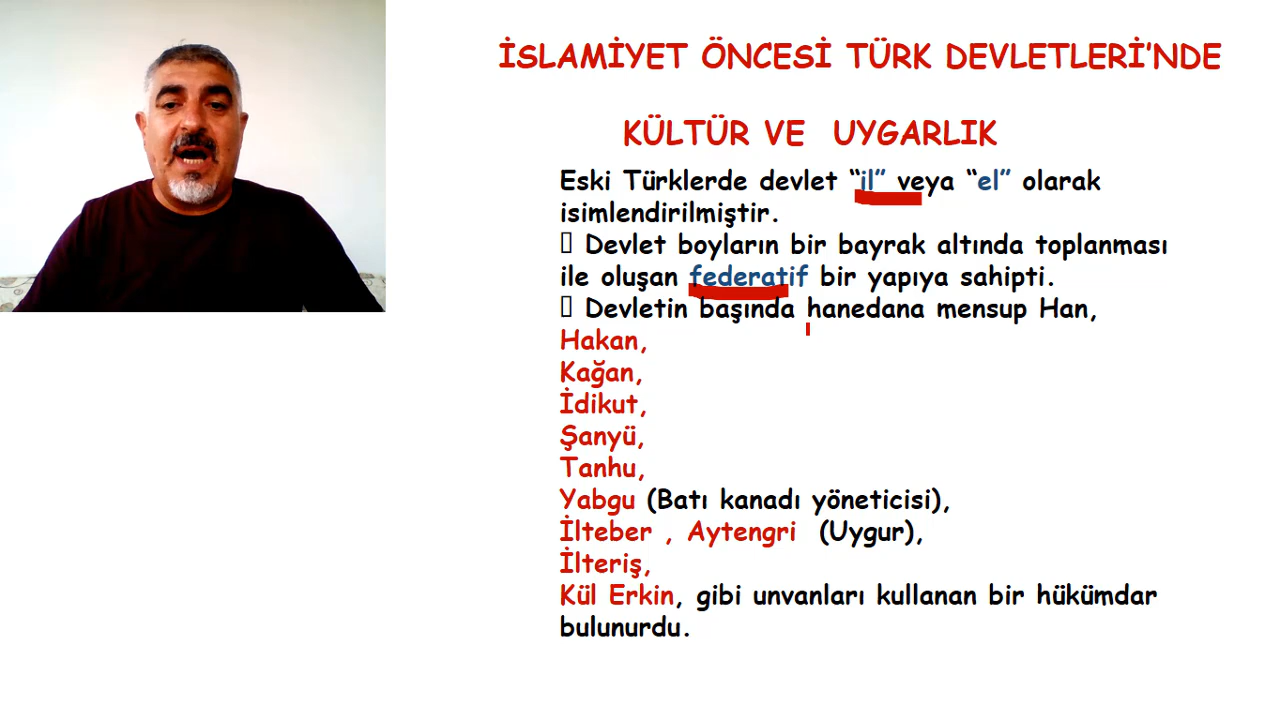 İSLAMİYET ÖNCESİ TÜRK DEVLETLERİ'NDE
KÜLTÜR VE UYGARLIK
Eski Türklerde devlet “il” veya “el” olarak
isimlendirilmiştir.
Devlet boyların bir bayrak altında toplanması
ile oluşan federatif bir yapıya sahipti.
Devletin başında hanedana mensup Han,
Hakan,
Kağan,
İdikut,
Şanyü,
Tanhu,
Yabgu (Batı kanadı yöneticisi),
İlteber , Aytengri (Uygur),
İlteriş,
Kül Erkin, gibi unvanları kullanan bir hükümdar
bulunurdu.